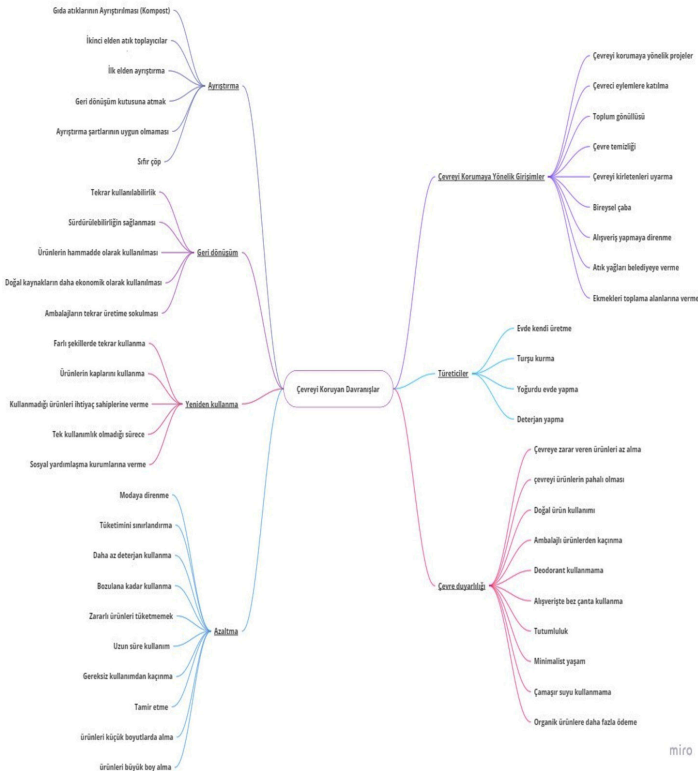 Gıda atıklarının Ayrıştırılması (Kompost)
İkinci elden atık toplayıcılar
İlk elden ayrıştırma
Geri dönüşüm kutusuna atmak
Ayrıştırma şartlarının uygun olmaması
Sıfır çöp
Ayrıştırma
Tekrar kullanılabilirlik
Sürdürülebilirliğin sağlanması
Ürünlerin hammadde olarak kullanılması
Doğal kaynakların daha ekonomik olarak kullanılması
Ambalajların tekrar üretime sokulması
Geri dönüşüm
Farlı şekillerde tekrar kullanma
Ürünlerin kaplarını kullanma
Kullanmadığı ürünleri ihtiyaç sahiplerine verme
Tek kullanımlık olmadığı sürece
Sosyal yardımlaşma kurumlarına verme
Yeniden kullanma
Modaya direnme
Tüketimini sınırlandırma
Daha az deterjan kullanma
Bozulana kadar kullanma
Zararlı ürünleri tüketmemek
Uzun süre kullanım
Gereksiz kullanımdan kaçınma
Tamir etme
ürünleri küçük boyutlarda alma
ürünleri büyük boy alma
Azaltma
Çevreyi Koruyan Davranışlar
Çevreyi Korumaya Yönelik Girişimler
Çevreyi korumaya yönelik projeler
Çevreci eylemlere katılma
Toplum gönüllüsü
Çevre temizliği
Çevreyi kirletenleri uyarma
Bireysel çaba
Alışveriş yapmaya direnme
Atık yağları belediyeye verme
Ekmekleri toplama alanlarına verme
Türeticiler
Evde kendi üretme
Turşu kurma
Yoğurdu evde yapma
Deterjan yapma
Çevre duyarlılığı
Çevreye zarar veren ürünleri az alma
çevreyi ürünlerin pahalı olması
Doğal ürün kullanımı
Ambalajlı ürünlerden kaçınma
Deodorant kullanmama
Alışverişte bez çanta kullanma
Tutumluluk
Minimalist yaşam
Çamaşır suyu kullanmama
Organik ürünlere daha fazla ödeme
miro